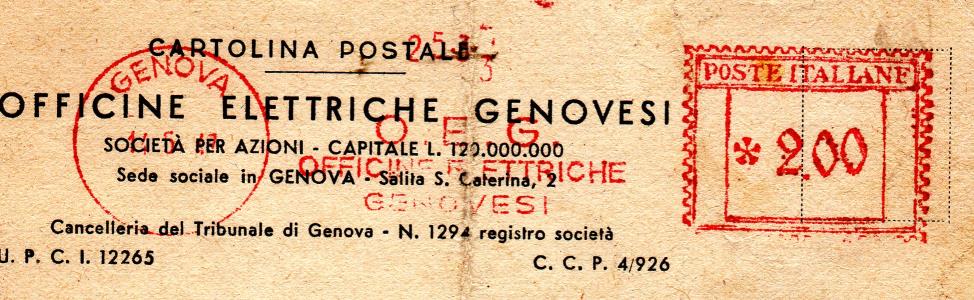 CARTOLINA POSTALE
GENOVA
POSTE ITALIANE
OFFICINE ELETTRICHE GENOVESI
O E G.
SOCIETÀ PER AZIONI - CAPITALE L. 120.000.000
* 2.00
OFFICINE ELETTRICHE
Sede sociale in GENOVA - Salita S. Caterina, 2
GENOVESI
Cancelleria del Tribunale di Genova - N. 1294 registro società
U. P. C. I. 12265
C. C. P. 4/926